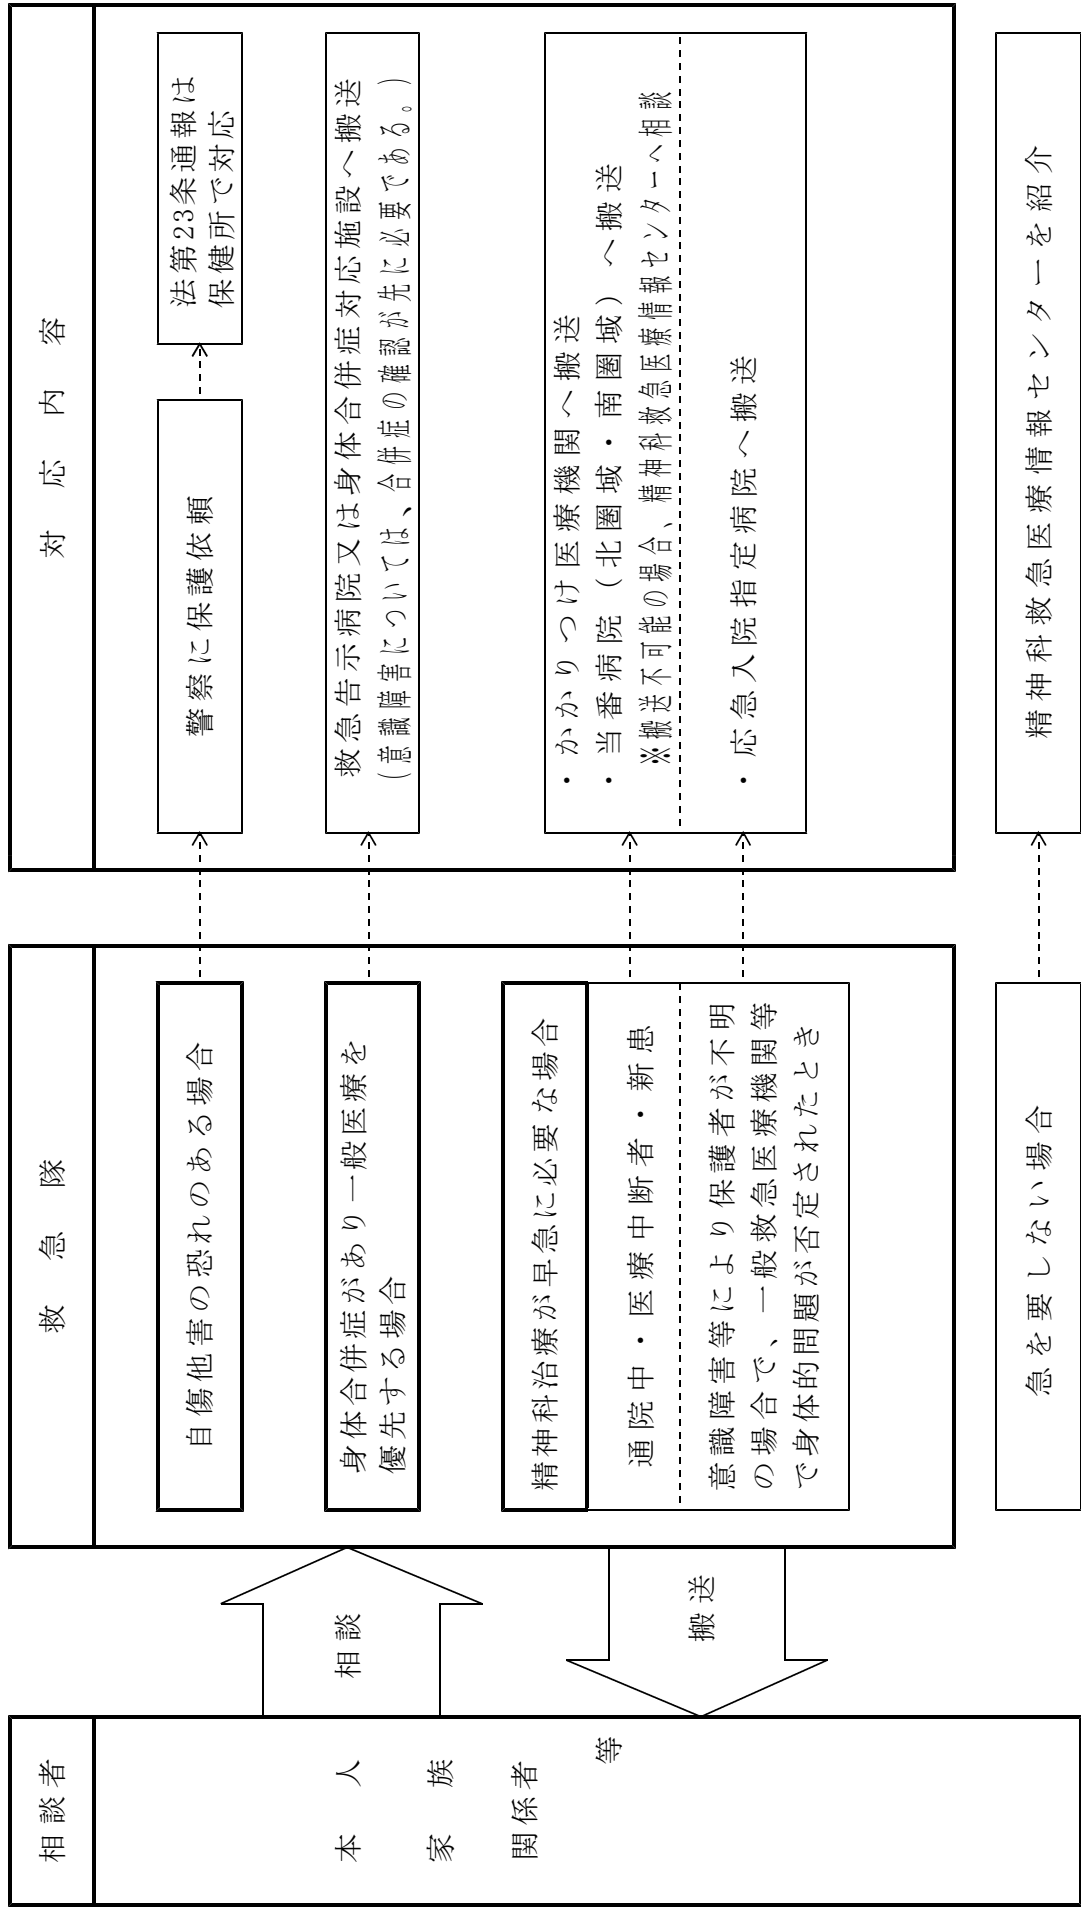 相談者
本　人
家　族
関係者
等
相談
搬送
救　急　隊
自傷他害の恐れのある場合
身体合併症があり一般医療を
優先する場合
精神科治療が早急に必要な場合
通院中・医療中断者・新患
意識障害等により保護者が不明
の場合で、一般救急医療機関等
で身体的問題が否定されたとき
急を要しない場合
対　応　内　容
警察に保護依頼
法第23条通報は
保健所で対応
救急告示病院又は身体合併症対応施設へ搬送
（意識障害については、合併症の確認が先に必要である。）
・かかりつけ医療機関へ搬送
・当番病院（北圏域・南圏域）へ搬送
※搬送不可能の場合、精神科救急医療情報センターへ相談
・応急入院指定病院へ搬送
精神科救急医療情報センターを紹介